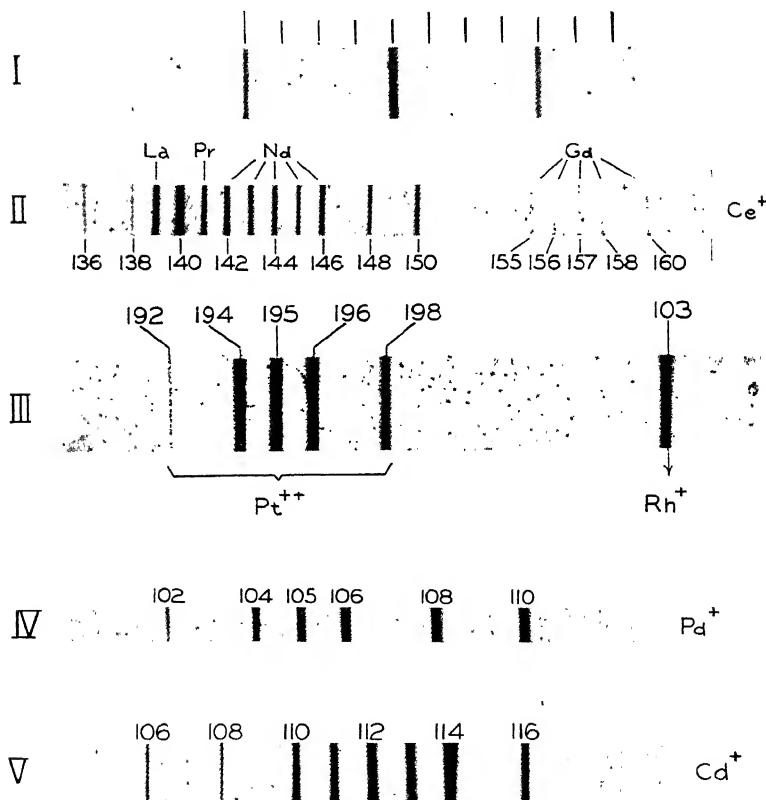 I
La Pr Nd Gd
II Ce+
136 138 140 142 144 146 148 150 155 156 157 158 160
192 194 195 196 198 103
III
Pt++ Rh+
102 104 105 106 108 110
IV Pd+
106 108 110 112 114 116
V Cd+